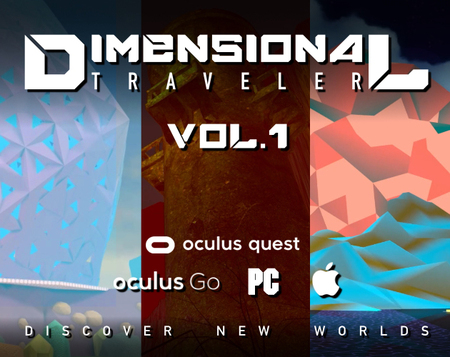 DIMENSIONAL
TRAVELER
VOL.1
oculus quest
oculus Go PC
DISCOVER NEW WORLDS